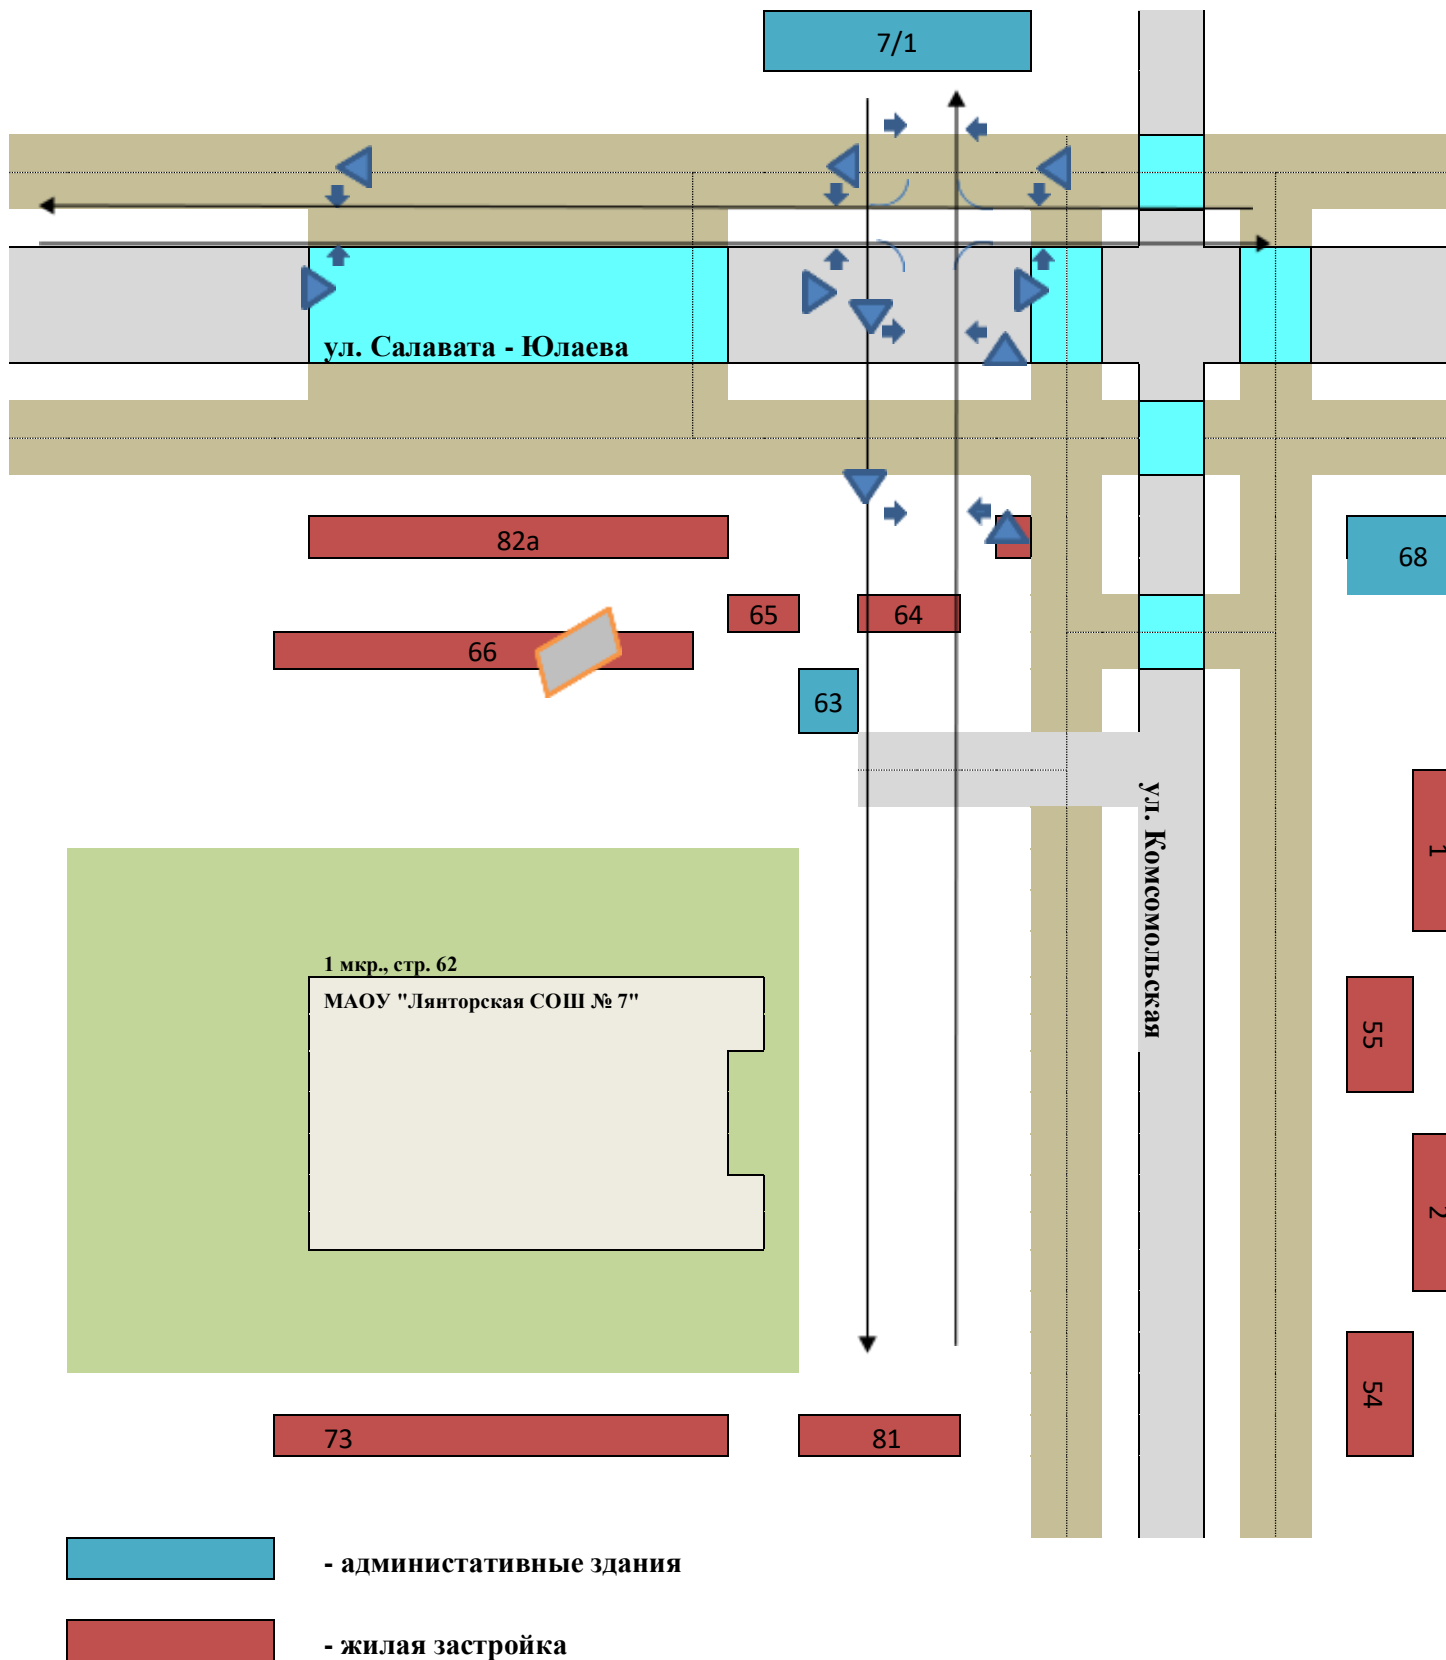 7/1
ул. Салавата - Юлаева
82а
68
65
64
66
63
ул. Комсомольская
1
1 мкр., стр. 62
МАОУ "Лянторская СОШ № 7"
55
2
54
73
81
- администативные здания
- жилая застройка